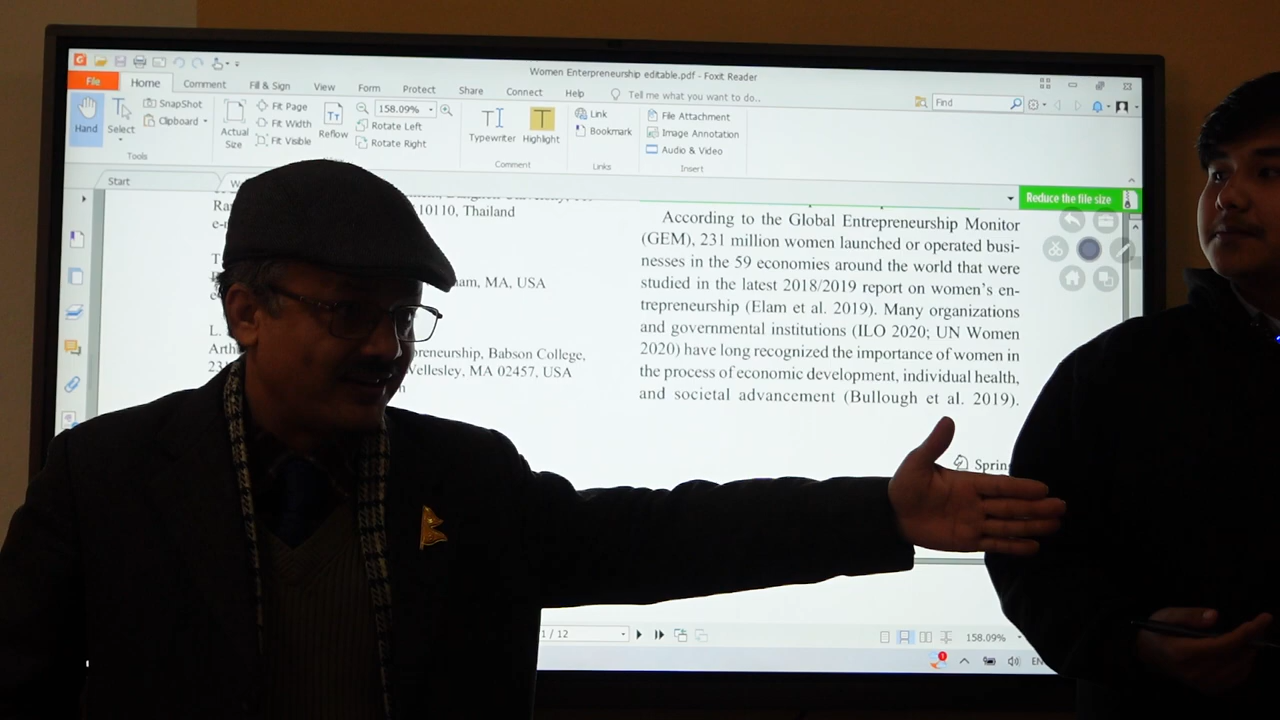 Women Enterpreneurship editable.pdf - Foxit Reader
File Home Comment Fill & Sign View Form Protect Share Connect Help Tell me what you want to do..
Find
Hand
Select
SnapShot
Clipboard
Tools
Actual Size
Fit Page
Fit Width
Fit Visible
Reflow
158.09%
Rotate Left
Rotate Right
Typewriter
Highlight
Comment
Link
Bookmark
Links
File Attachment
Image Annotation
Audio & Video
Insert
Start
Reduce the file size
10110, Thailand
MA, USA
L.
Babson College,
Wellesley, MA 02457, USA
According to the Global Entrepreneurship Monitor
(GEM), 231 million women launched or operated busi-
nesses in the 59 economies around the world that were
studied in the latest 2018/2019 report on women's en-
trepreneurship (Elam et al. 2019). Many organizations
and governmental institutions (ILO 2020; UN Women
2020) have long recognized the importance of women in
the process of economic development, individual health,
and societal advancement (Bullough et al. 2019).
1 / 12
158.09%
1